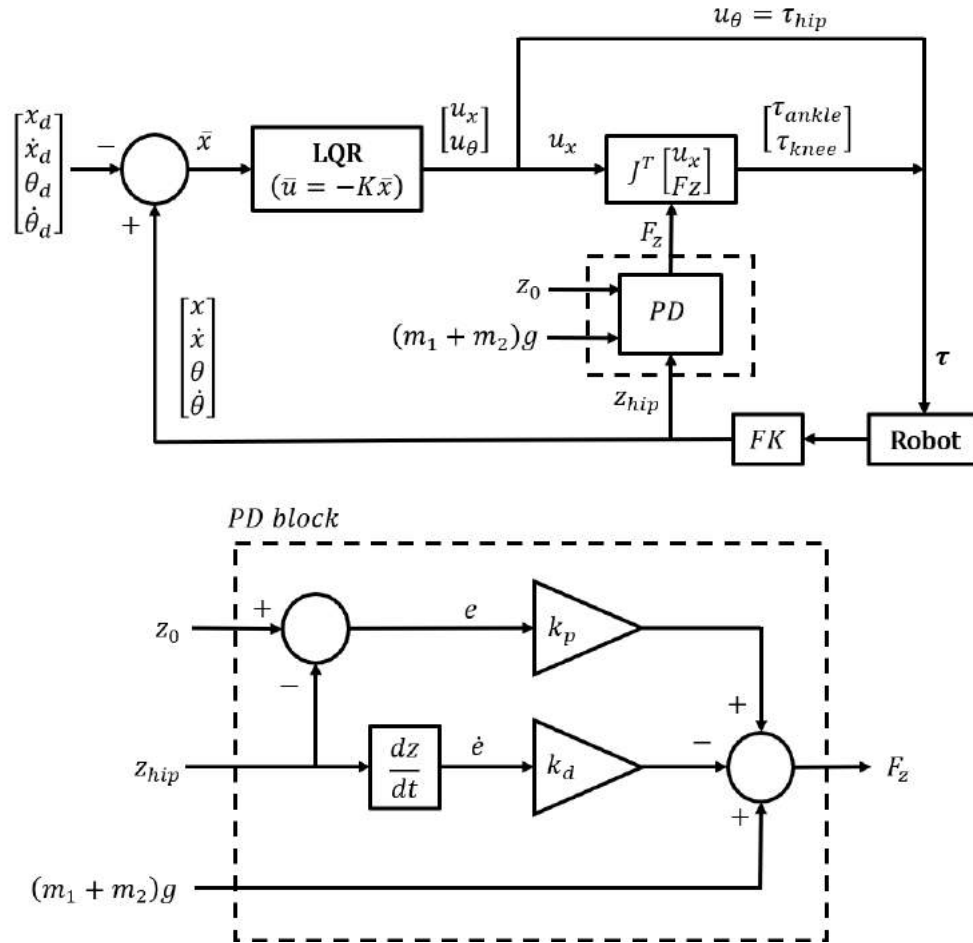 u_θ = τ_hip
[x_d
ẋ_d
θ_d
θ̇_d]
−
+
x̄
LQR
(ū = −Kx̄)
[u_x
u_θ]
u_x
J^T [u_x
Fz]
[τ_ankle
τ_knee]
F_z
z_0
PD
(m_1 + m_2)g
z_hip
[x
ẋ
θ
θ̇]
τ
FK
Robot
PD block
z_0
+
−
e
k_p
+
z_hip
dz
dt
ė
k_d
−
F_z
+
(m_1 + m_2)g